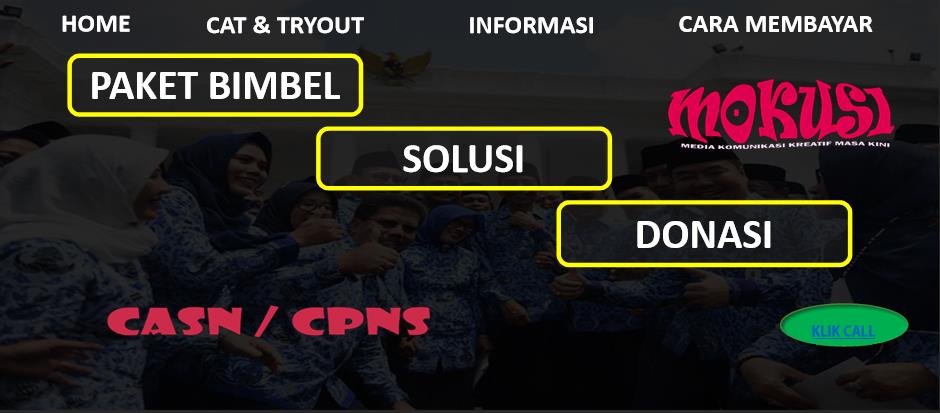 HOME
CAT & TRYOUT
INFORMASI
CARA MEMBAYAR
PAKET BIMBEL
MOKUSI
MEDIA KOMUNIKASI KREATIF MASA KINI
SOLUSI
DONASI
CASN / CPNS
KLIK CALL